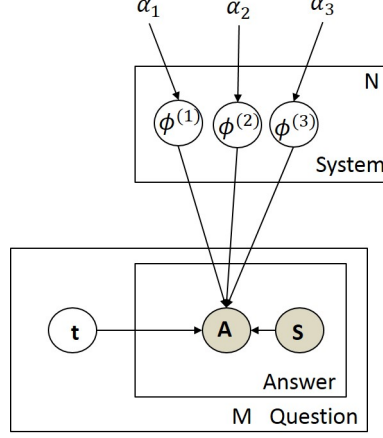 α₁ α₂ α₃
N
ϕ⁽¹⁾ ϕ⁽²⁾ ϕ⁽³⁾
System
t A S
Answer
M Question